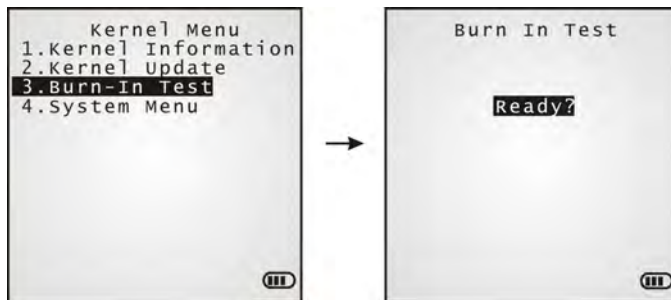 Kernel Menu
1.Kernel Information
2.Kernel Update
3.Burn-In Test
4.System Menu
Burn In Test
Ready?